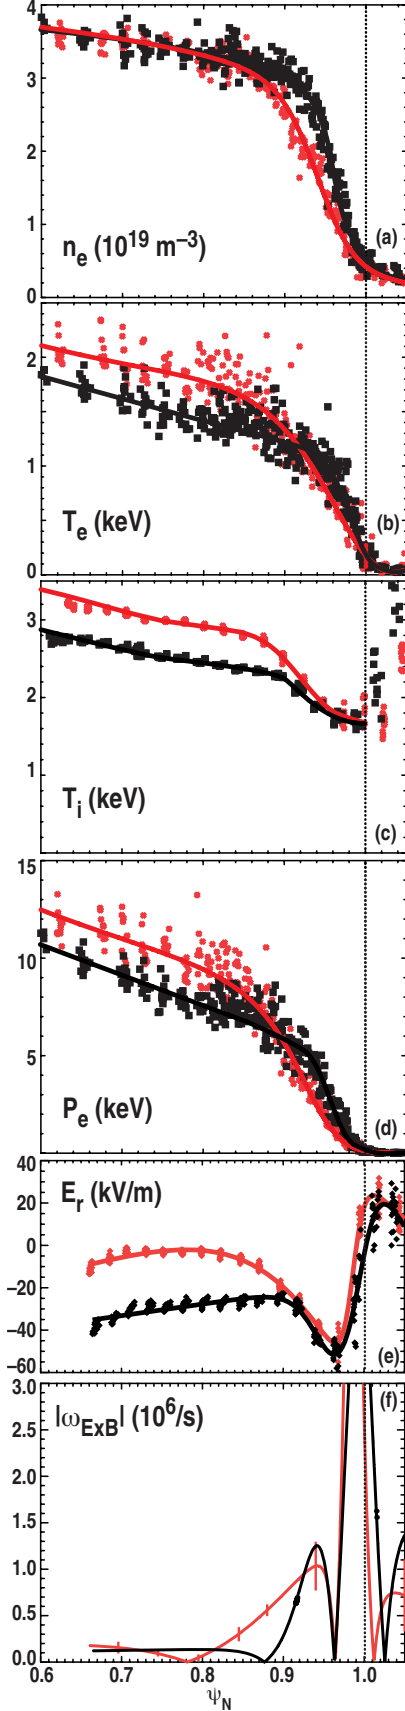 4
3
2
1
0
n_e (10^19 m^–3)
(a)
2
1
0
T_e (keV)
(b)
3
2
1
T_i (keV)
(c)
15
10
5
P_e (keV)
(d)
40
20
0
–20
–40
–60
E_r (kV/m)
(e)
3.0
2.5
2.0
1.5
1.0
0.5
0.0
|ω_ExB| (10^6/s)
(f)
0.6 0.7 0.8 0.9 1.0
ψ_N